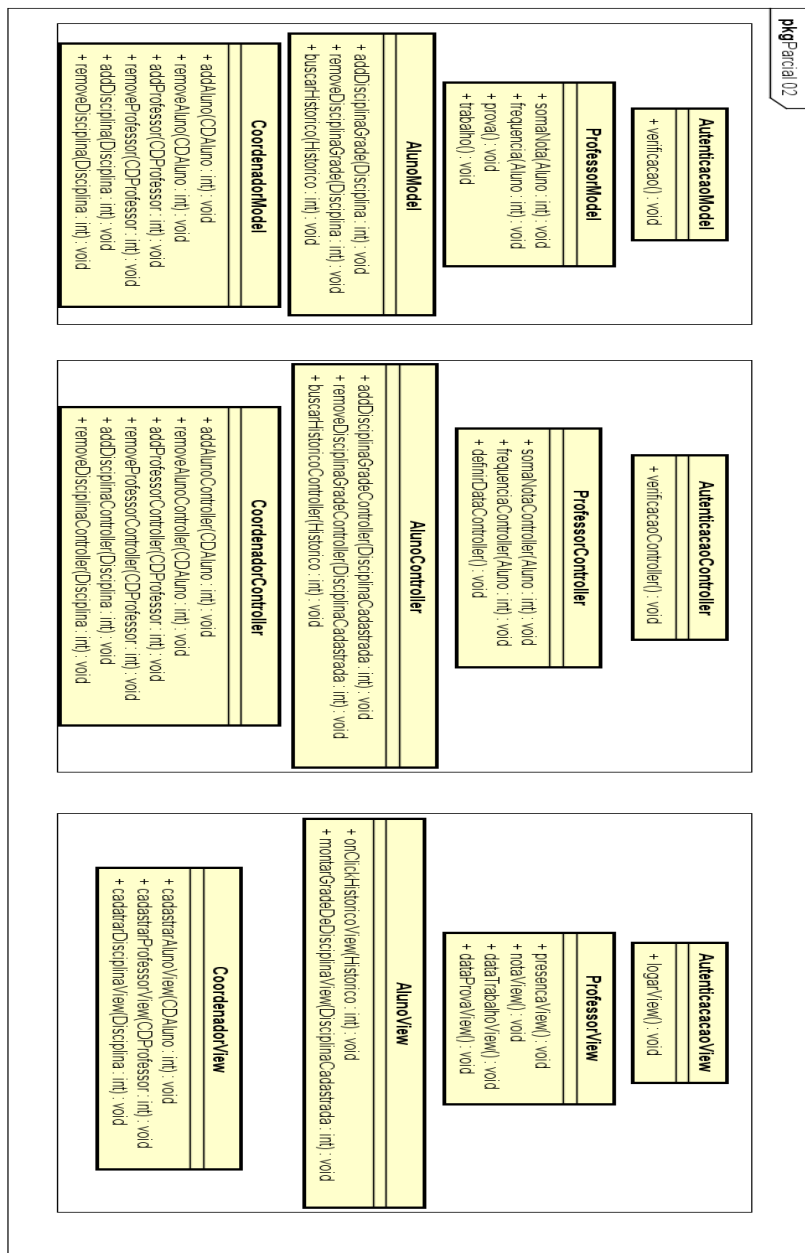 pkg Parcial 02
AutenticacaoModel
+ verificacao() : void
ProfessorModel
+ somaNota(Aluno : int) : void
+ frequencia(Aluno : int) : void
+ prova() : void
+ trabalho() : void
AlunoModel
+ addDisciplinaGrade(Disciplina : int) : void
+ removeDisciplinaGrade(Disciplina : int) : void
+ buscarHistorico(Historico : int) : void
CoordenadorModel
+ addAluno(CDAluno : int) : void
+ removeAluno(CDAluno : int) : void
+ addProfessor(CDProfessor : int) : void
+ removeProfessor(CDProfessor : int) : void
+ addDisciplina(Disciplina : int) : void
+ removeDisciplina(Disciplina : int) : void
AutenticacaoController
+ verificacaoController() : void
ProfessorController
+ somaNotaController(Aluno : int) : void
+ frequenciaController(Aluno : int) : void
+ definirDataController() : void
AlunoController
+ addDisciplinaGradeController(DisciplinaCadastrada : int) : void
+ removeDisciplinaGradeController(DisciplinaCadastrada : int) : void
+ buscarHistoricoController(Historico : int) : void
CoordenadorController
+ addAlunoController(CDAluno : int) : void
+ removeAlunoController(CDAluno : int) : void
+ addProfessorController(CDProfessor : int) : void
+ removeProfessorController(CDProfessor : int) : void
+ addDisciplinaController(Disciplina : int) : void
+ removeDisciplinaController(Disciplina : int) : void
AutenticacacaoView
+ logarView() : void
ProfessorView
+ presencaView() : void
+ notaView() : void
+ dataTrabalhoView() : void
+ dataProvaView() : void
AlunoView
+ onClickHistoricoView(Historico : int) : void
+ montarGradeDeDisciplinaView(DisciplinaCadastrada : int) : void
CoordenadorView
+ cadastrarAlunoView(CDAluno : int) : void
+ cadastrarProfessorView(CDProfessor : int) : void
+ cadatrarDisciplinaView(Disciplina : int) : void